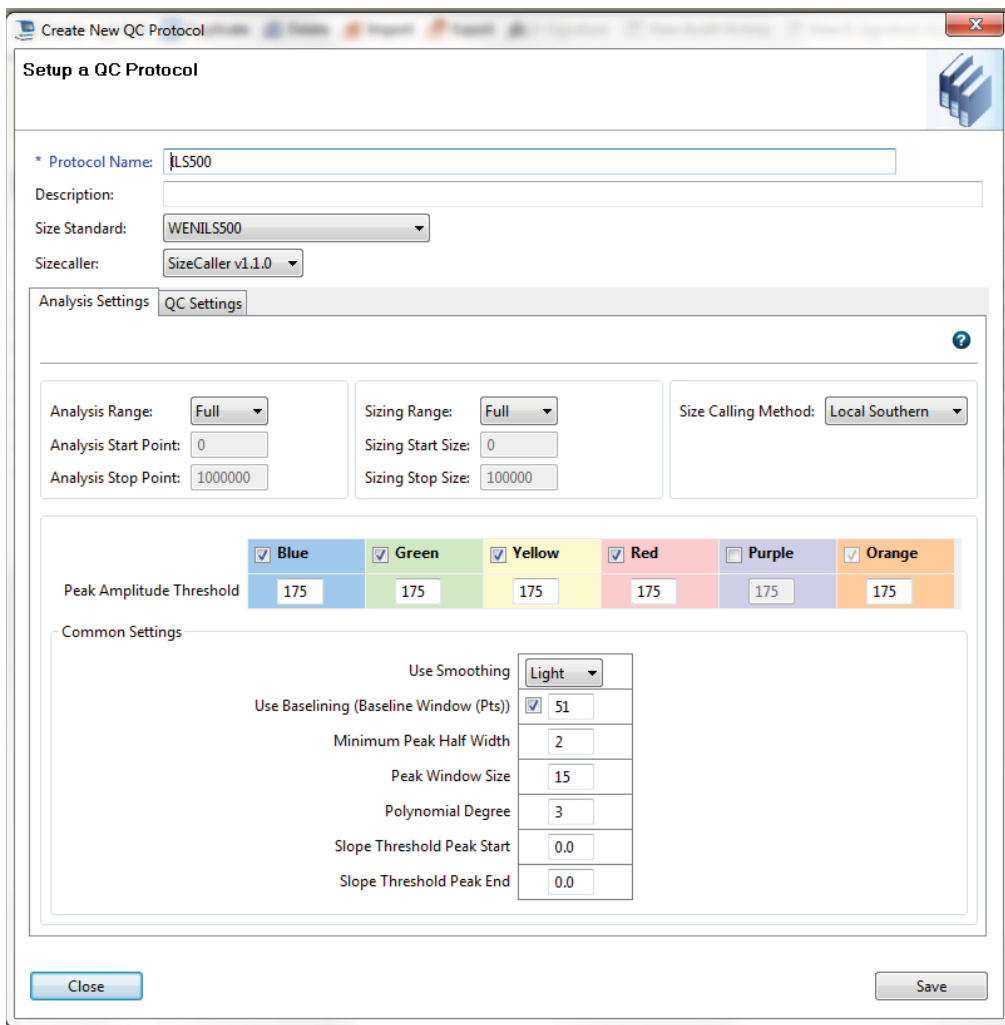 Create New QC Protocol
Setup a QC Protocol
* Protocol Name: ILS500
Description:
Size Standard: WENILS500
Sizecaller: SizeCaller v1.1.0
Analysis Settings QC Settings
?
Analysis Range: Full Sizing Range: Full Size Calling Method: Local Southern
Analysis Start Point: 0 Sizing Start Size: 0
Analysis Stop Point: 1000000 Sizing Stop Size: 100000
Blue Green Yellow Red Purple Orange
Peak Amplitude Threshold 175 175 175 175 175 175
Common Settings
Use Smoothing Light
Use Baselining (Baseline Window (Pts)) 51
Minimum Peak Half Width 2
Peak Window Size 15
Polynomial Degree 3
Slope Threshold Peak Start 0.0
Slope Threshold Peak End 0.0
Close Save